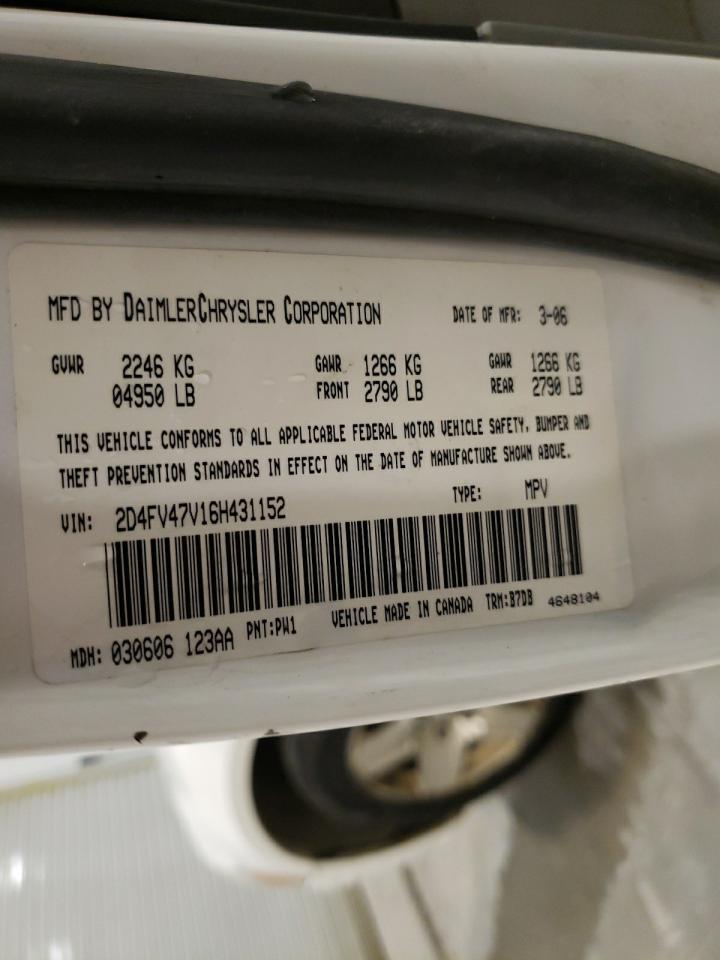 MFD BY DAIMLERCHRYSLER CORPORATION DATE OF MFR: 3-06
GVWR 2246 KG GAWR 1266 KG GAWR 1266 KG
04950 LB FRONT 2790 LB REAR 2790 LB
THIS VEHICLE CONFORMS TO ALL APPLICABLE FEDERAL MOTOR VEHICLE SAFETY, BUMPER AND
THEFT PREVENTION STANDARDS IN EFFECT ON THE DATE OF MANUFACTURE SHOWN ABOVE.
VIN: 2D4FV47V16H431152 TYPE: MPV
MDH: 030606 123AA PNT:PW1 VEHICLE MADE IN CANADA TRM:B7DB 4648104